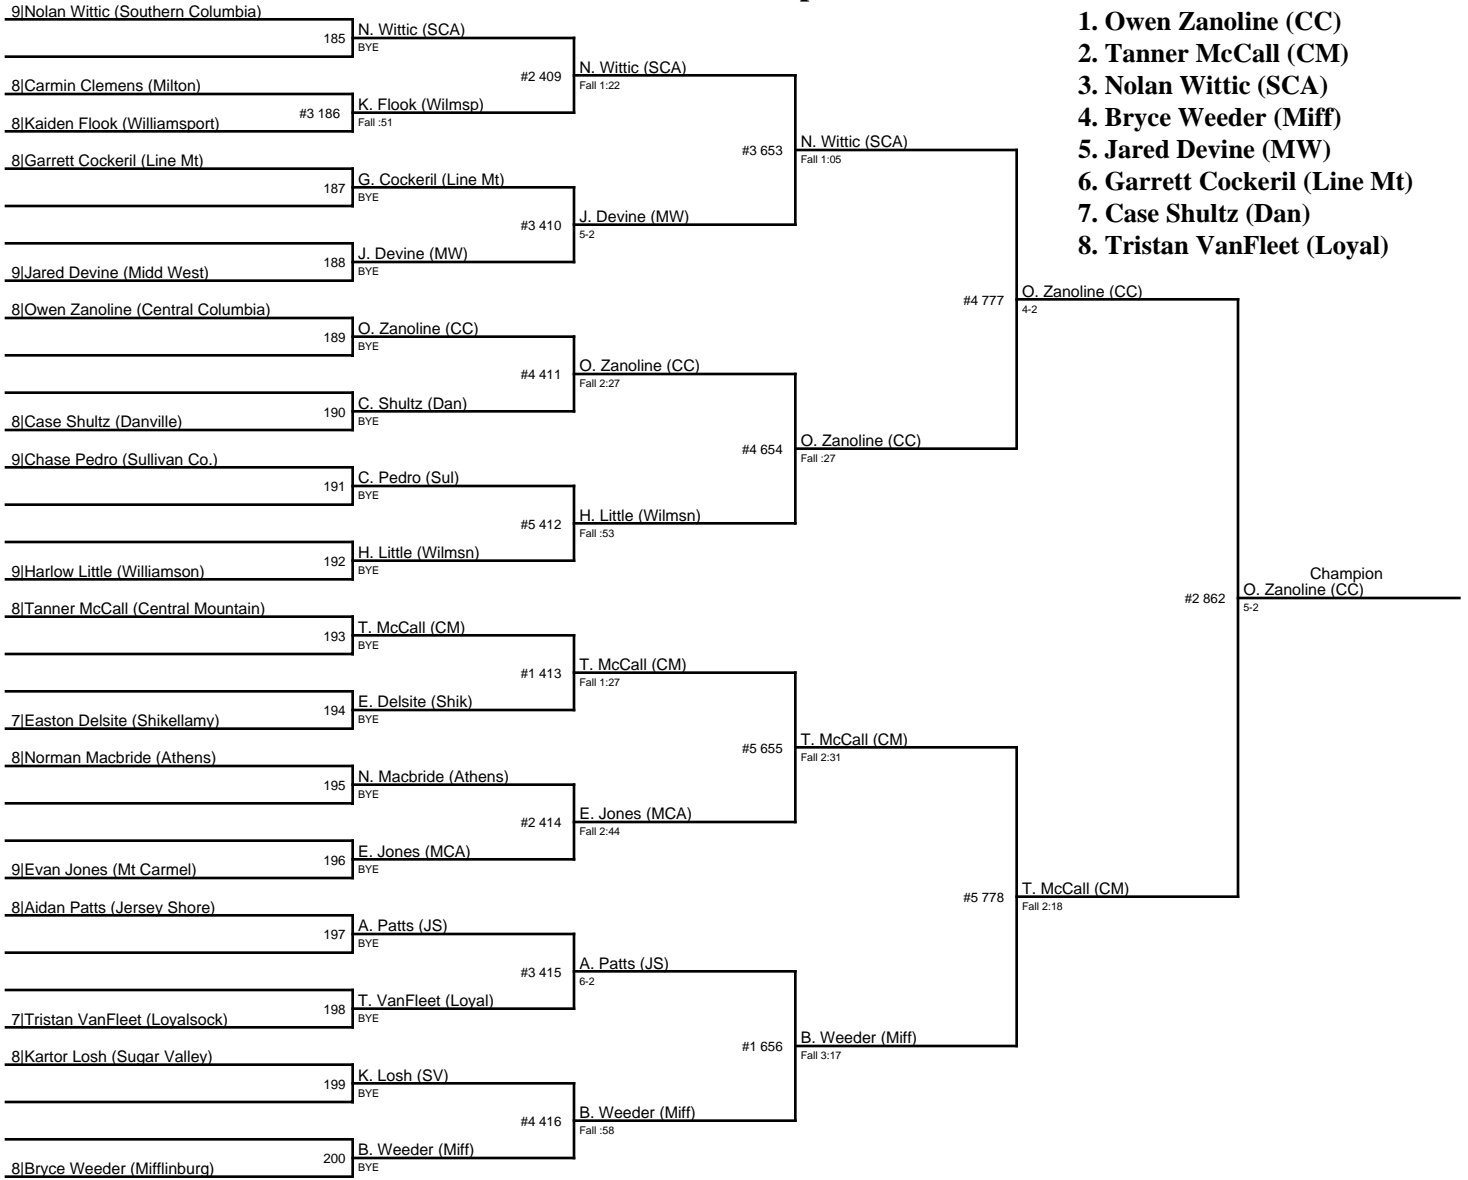 1. Owen Zanoline (CC)
2. Tanner McCall (CM)
3. Nolan Wittic (SCA)
4. Bryce Weeder (Miff)
5. Jared Devine (MW)
6. Garrett Cockeril (Line Mt)
7. Case Shultz (Dan)
8. Tristan VanFleet (Loyal)
9|Nolan Wittic (Southern Columbia)
8|Carmin Clemens (Milton)
8|Kaiden Flook (Williamsport)
8|Garrett Cockeril (Line Mt)
9|Jared Devine (Midd West)
8|Owen Zanoline (Central Columbia)
8|Case Shultz (Danville)
9|Chase Pedro (Sullivan Co.)
9|Harlow Little (Williamson)
8|Tanner McCall (Central Mountain)
7|Easton Delsite (Shikellamy)
8|Norman Macbride (Athens)
9|Evan Jones (Mt Carmel)
8|Aidan Patts (Jersey Shore)
7|Tristan VanFleet (Loyalsock)
8|Kartor Losh (Sugar Valley)
8|Bryce Weeder (Mifflinburg)
185
N. Wittic (SCA)
BYE
#3 186
K. Flook (Wilmsp)
Fall :51
187
G. Cockeril (Line Mt)
BYE
188
J. Devine (MW)
BYE
189
O. Zanoline (CC)
BYE
190
C. Shultz (Dan)
BYE
191
C. Pedro (Sul)
BYE
192
H. Little (Wilmsn)
BYE
193
T. McCall (CM)
BYE
194
E. Delsite (Shik)
BYE
195
N. Macbride (Athens)
BYE
196
E. Jones (MCA)
BYE
197
A. Patts (JS)
BYE
198
T. VanFleet (Loyal)
BYE
199
K. Losh (SV)
BYE
200
B. Weeder (Miff)
BYE
#2 409
N. Wittic (SCA)
Fall 1:22
#3 410
J. Devine (MW)
5-2
#4 411
O. Zanoline (CC)
Fall 2:27
#5 412
H. Little (Wilmsn)
Fall :53
#1 413
T. McCall (CM)
Fall 1:27
#2 414
E. Jones (MCA)
Fall 2:44
#3 415
A. Patts (JS)
6-2
#4 416
B. Weeder (Miff)
Fall :58
#3 653
N. Wittic (SCA)
Fall 1:05
#4 654
O. Zanoline (CC)
Fall :27
#5 655
T. McCall (CM)
Fall 2:31
#1 656
B. Weeder (Miff)
Fall 3:17
#4 777
O. Zanoline (CC)
4-2
#5 778
T. McCall (CM)
Fall 2:18
#2 862
Champion
O. Zanoline (CC)
5-2